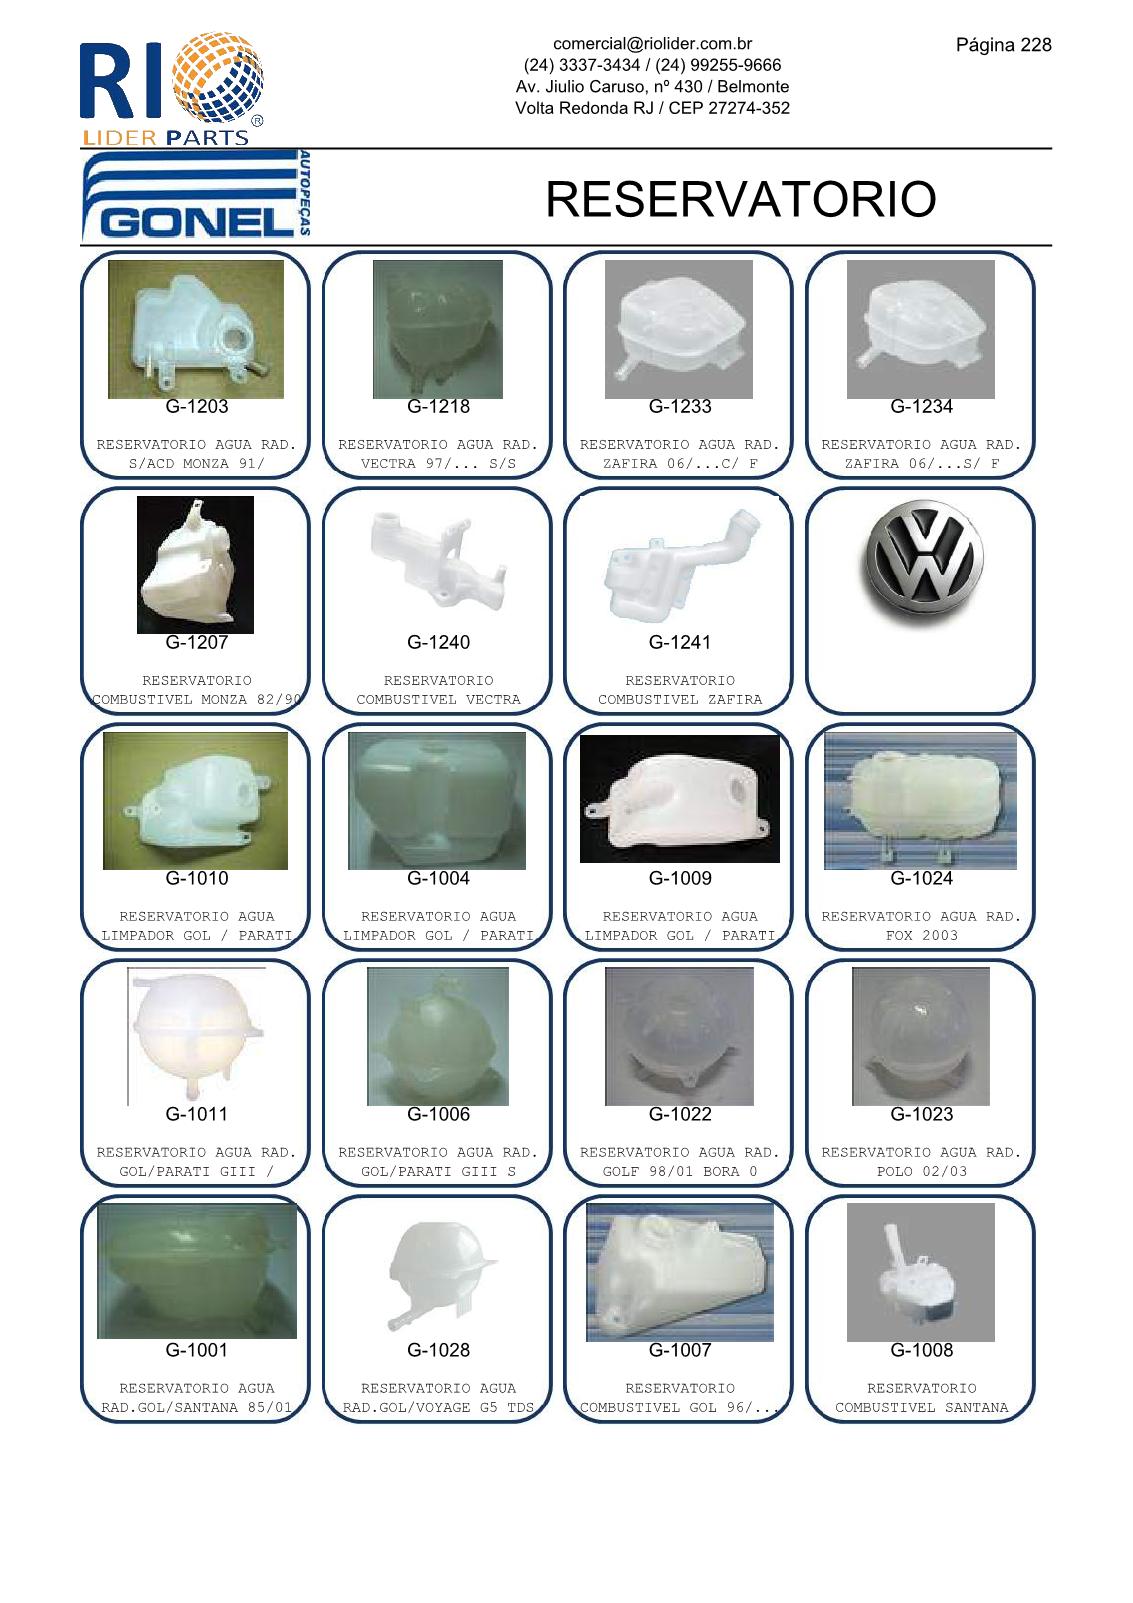 RIO
LIDER PARTS
®
comercial@riolider.com.br
(24) 3337-3434 / (24) 99255-9666
Av. Jiulio Caruso, nº 430 / Belmonte
Volta Redonda RJ / CEP 27274-352
Página 228
GONEL
AUTOPEÇAS
RESERVATORIO
G-1203
RESERVATORIO AGUA RAD.
S/ACD MONZA 91/
G-1218
RESERVATORIO AGUA RAD.
VECTRA 97/... S/S
G-1233
RESERVATORIO AGUA RAD.
ZAFIRA 06/...C/ F
G-1234
RESERVATORIO AGUA RAD.
ZAFIRA 06/...S/ F
G-1207
RESERVATORIO
COMBUSTIVEL MONZA 82/90
G-1240
RESERVATORIO
COMBUSTIVEL VECTRA
G-1241
RESERVATORIO
COMBUSTIVEL ZAFIRA
G-1010
RESERVATORIO AGUA
LIMPADOR GOL / PARATI
G-1004
RESERVATORIO AGUA
LIMPADOR GOL / PARATI
G-1009
RESERVATORIO AGUA
LIMPADOR GOL / PARATI
G-1024
RESERVATORIO AGUA RAD.
FOX 2003
G-1011
RESERVATORIO AGUA RAD.
GOL/PARATI GIII /
G-1006
RESERVATORIO AGUA RAD.
GOL/PARATI GIII S
G-1022
RESERVATORIO AGUA RAD.
GOLF 98/01 BORA 0
G-1023
RESERVATORIO AGUA RAD.
POLO 02/03
G-1001
RESERVATORIO AGUA
RAD.GOL/SANTANA 85/01
G-1028
RESERVATORIO AGUA
RAD.GOL/VOYAGE G5 TDS
G-1007
RESERVATORIO
COMBUSTIVEL GOL 96/...
G-1008
RESERVATORIO
COMBUSTIVEL SANTANA